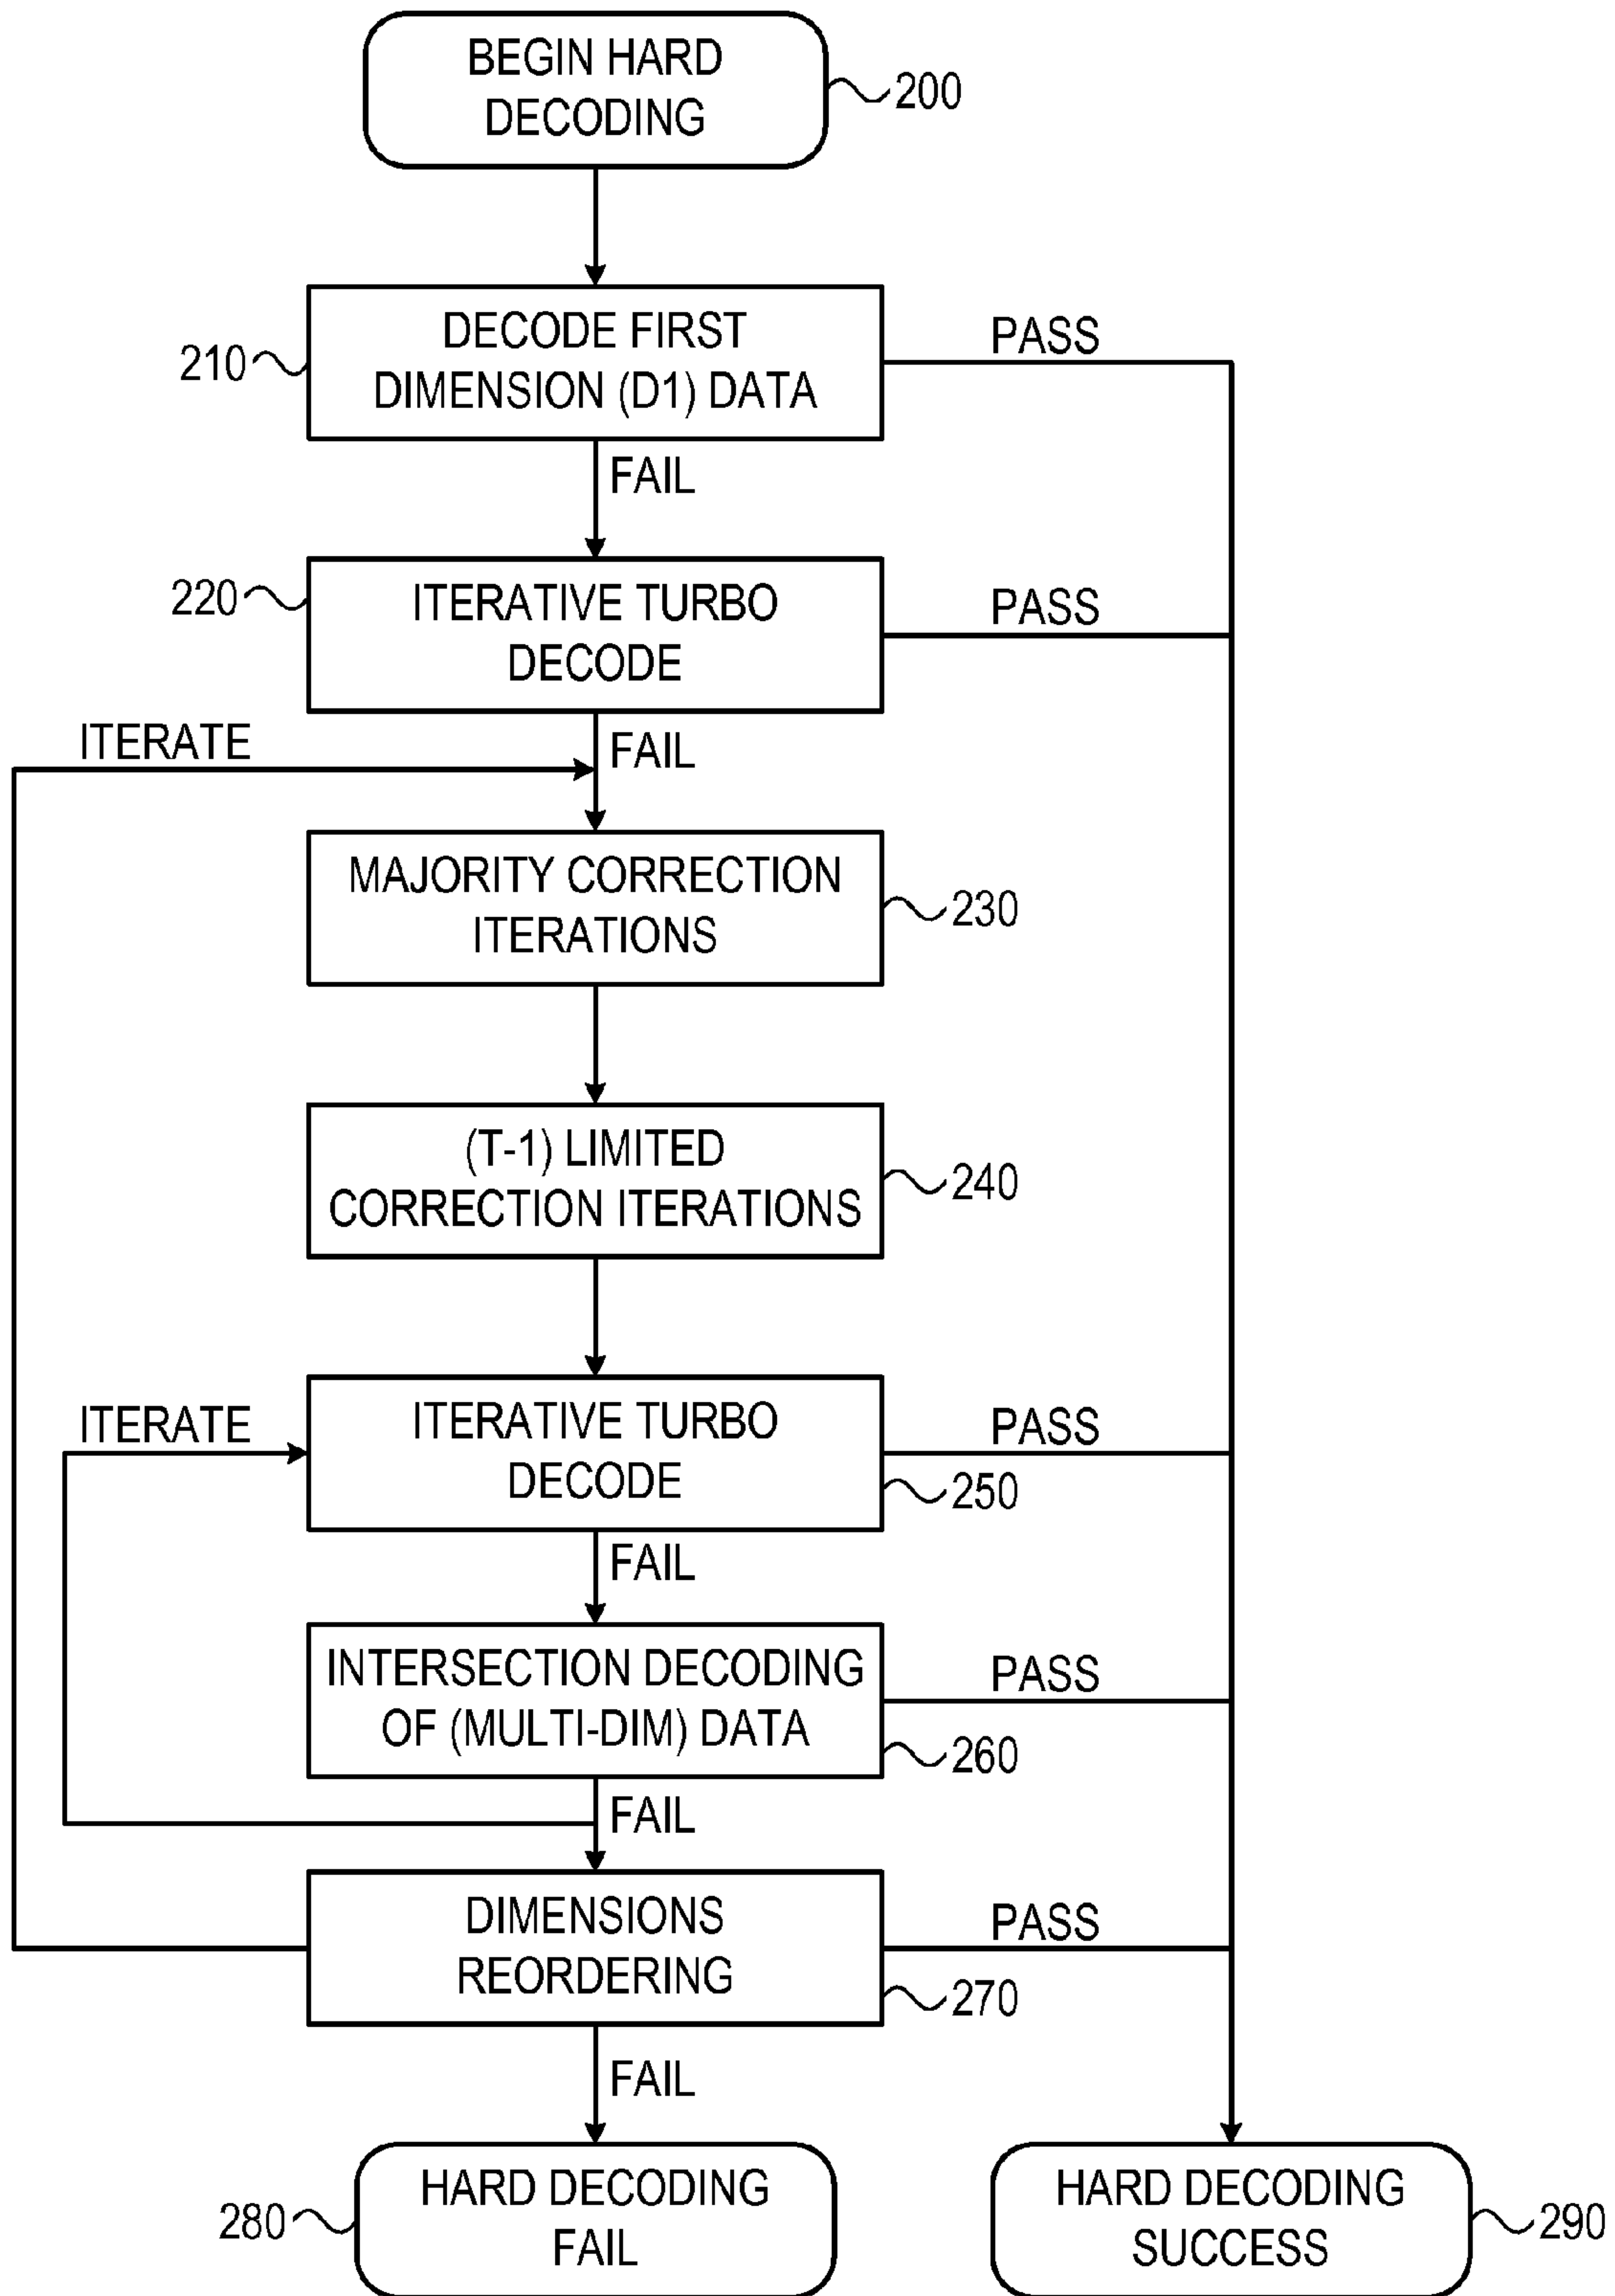 BEGIN HARD
DECODING
200
DECODE FIRST
DIMENSION (D1) DATA
210
PASS
FAIL
ITERATIVE TURBO
DECODE
220
PASS
FAIL
ITERATE
MAJORITY CORRECTION
ITERATIONS
230
(T-1) LIMITED
CORRECTION ITERATIONS
240
ITERATE
ITERATIVE TURBO
DECODE
PASS
250
FAIL
INTERSECTION DECODING
OF (MULTI-DIM) DATA
PASS
260
FAIL
DIMENSIONS
REORDERING
PASS
270
FAIL
HARD DECODING
FAIL
280
HARD DECODING
SUCCESS
290